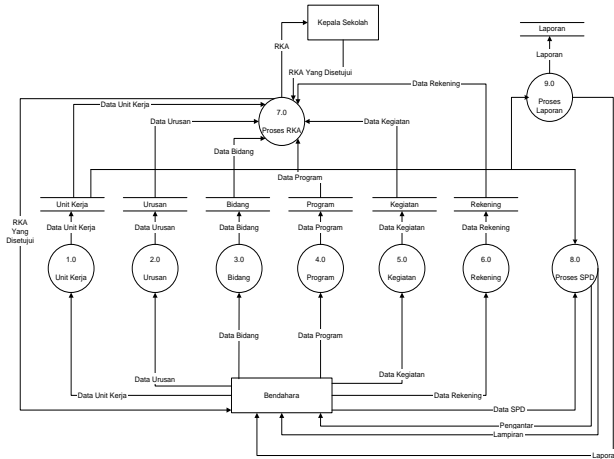 Kepala Sekolah
Laporan
RKA
Laporan
RKA Yang Disetujui
Data Rekening
9.0
Proses
Laporan
Data Unit Kerja
7.0
Proses RKA
Data Urusan
Data Kegiatan
Data Bidang
Data Program
Unit Kerja
Urusan
Bidang
Program
Kegiatan
Rekening
RKA
Yang
Disetujui
Data Unit Kerja
Data Urusan
Data Bidang
Data Program
Data Kegiatan
Data Rekening
1.0
Unit Kerja
2.0
Urusan
3.0
Bidang
4.0
Program
5.0
Kegiatan
6.0
Rekening
8.0
Proses SPD
Data Bidang
Data Program
Data Urusan
Data Kegiatan
Data Unit Kerja
Bendahara
Data Rekening
Data SPD
Pengantar
Lampiran
Lapora